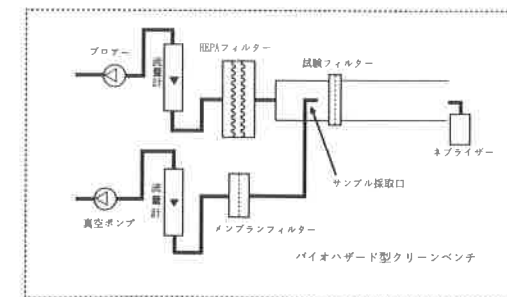 ブロアー
流量計
HEPAフィルター
試験フィルター
ネブライザー
サンプル採取口
流量計
真空ポンプ
メンブランフィルター
バイオハザード型クリーンベンチ